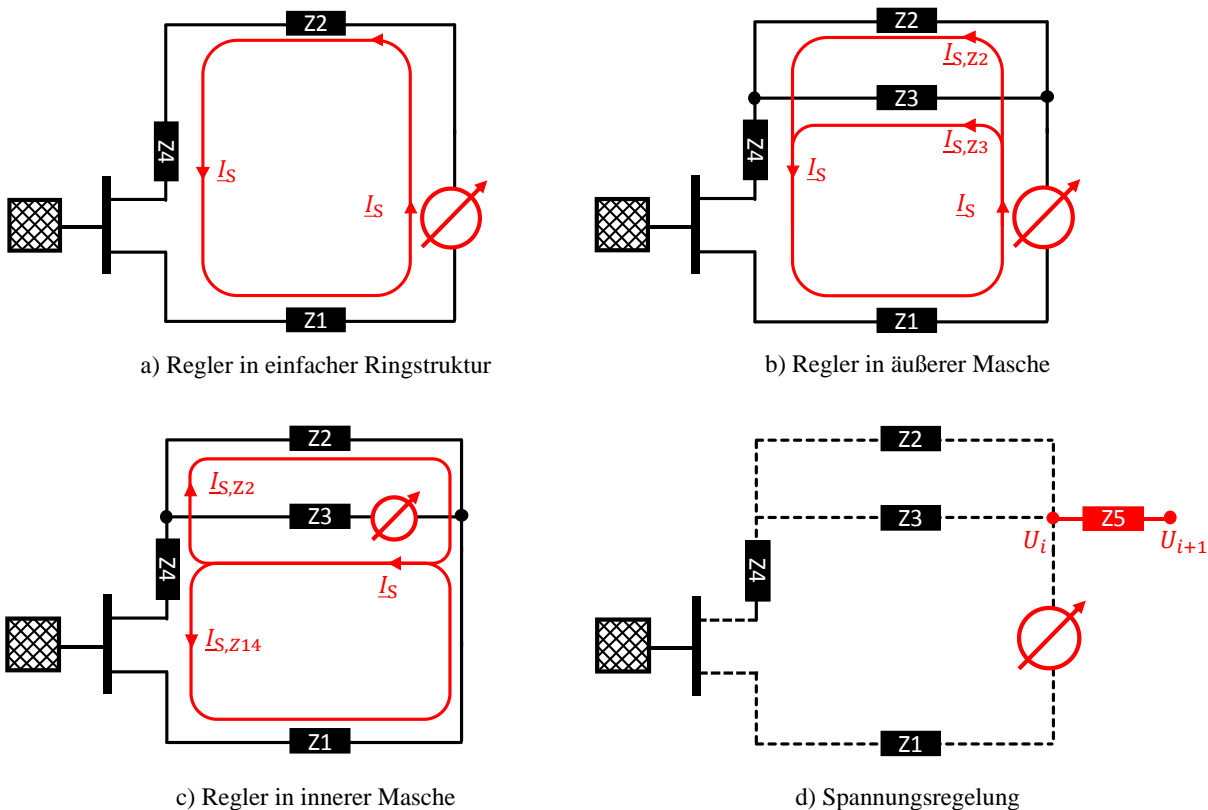 Z2
Z4
I_S
I_S
Z1
a) Regler in einfacher Ringstruktur
Z2
I_S,Z2
Z3
Z4
I_S,Z3
I_S
I_S
Z1
b) Regler in äußerer Masche
Z2
I_S,Z2
Z3
Z4
I_S
I_S,Z14
Z1
c) Regler in innerer Masche
Z2
Z3
Z5
U_i
U_i+1
Z4
Z1
d) Spannungsregelung